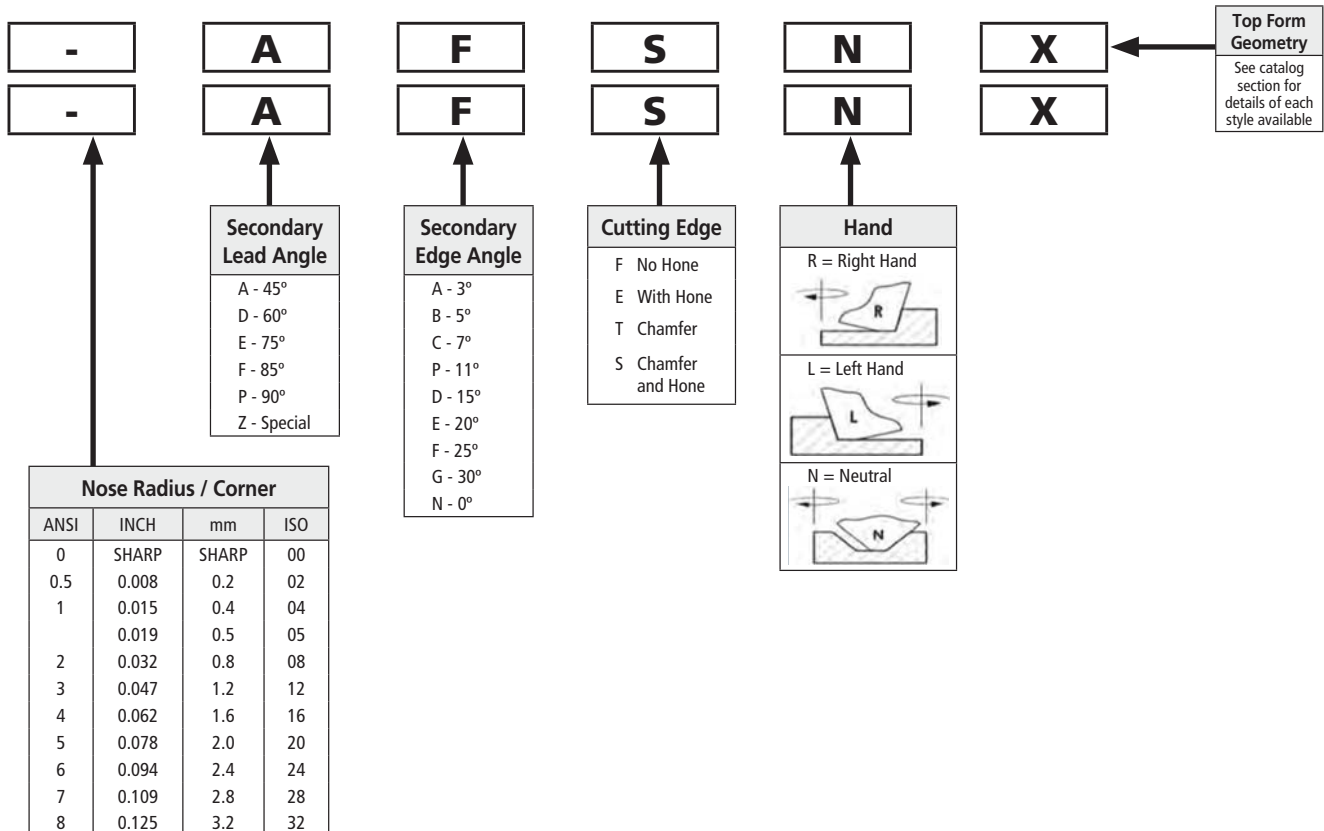 - A F S N X
- A F S N X
Top Form
Geometry
See catalog
section for
details of each
style available
Secondary
Lead Angle
A - 45º
D - 60º
E - 75º
F - 85º
P - 90º
Z - Special
Secondary
Edge Angle
A - 3º
B - 5º
C - 7º
P - 11º
D - 15º
E - 20º
F - 25º
G - 30º
N - 0º
Cutting Edge
F No Hone
E With Hone
T Chamfer
S Chamfer
and Hone
Hand
R = Right Hand
R
L = Left Hand
L
N = Neutral
N
Nose Radius / Corner
ANSI INCH mm ISO
0 SHARP SHARP 00
0.5 0.008 0.2 02
1 0.015 0.4 04
0.019 0.5 05
2 0.032 0.8 08
3 0.047 1.2 12
4 0.062 1.6 16
5 0.078 2.0 20
6 0.094 2.4 24
7 0.109 2.8 28
8 0.125 3.2 32